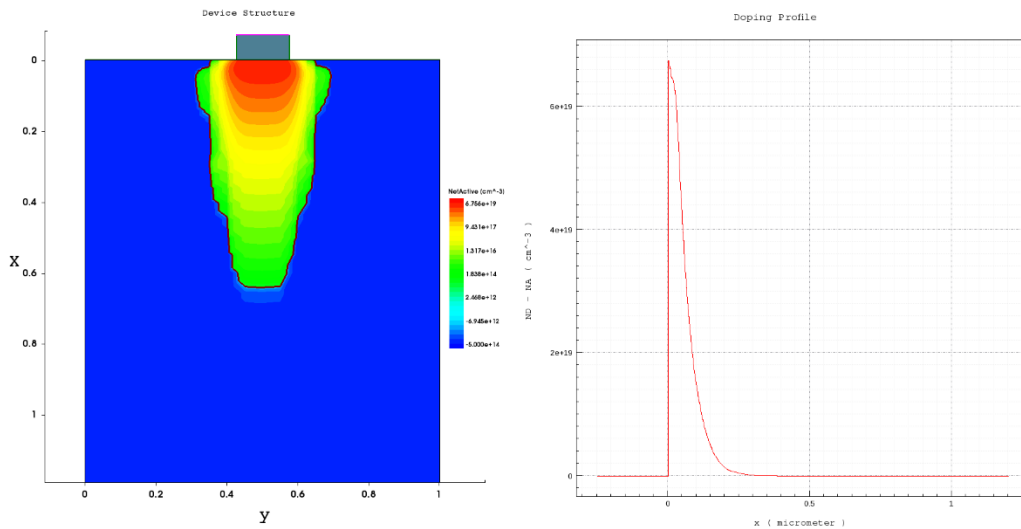 Device Structure
0
0.2
0.4
0.6
0.8
1
X
0
0.2
0.4
0.6
0.8
1
y
NetActive (cm^-3)
6.756e+19
9.431e+17
1.317e+16
1.838e+14
2.468e+12
-6.945e+12
-5.000e+14
Doping Profile
6e+19
4e+19
2e+19
0
ND - NA ( cm^-3 )
0
0.5
1
x ( micrometer )